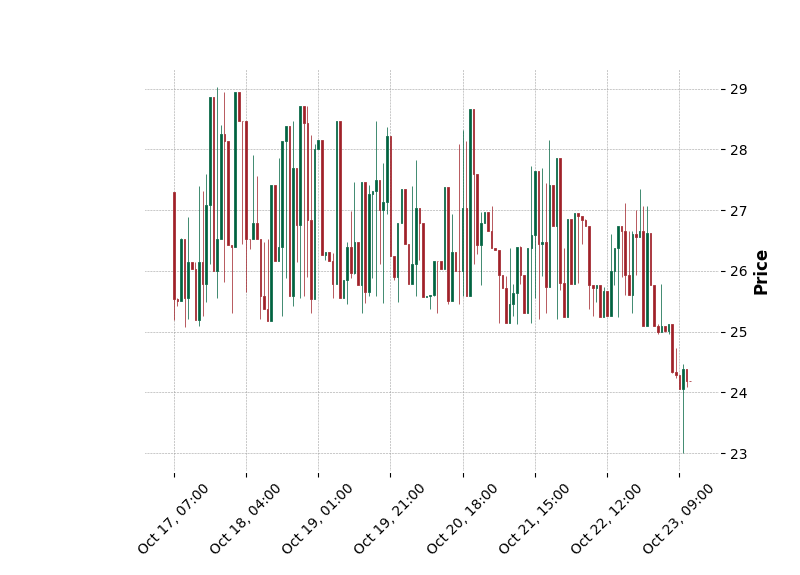 29
28
27
26
25
24
23
Price
Oct 17, 07:00
Oct 18, 04:00
Oct 19, 01:00
Oct 19, 21:00
Oct 20, 18:00
Oct 21, 15:00
Oct 22, 12:00
Oct 23, 09:00